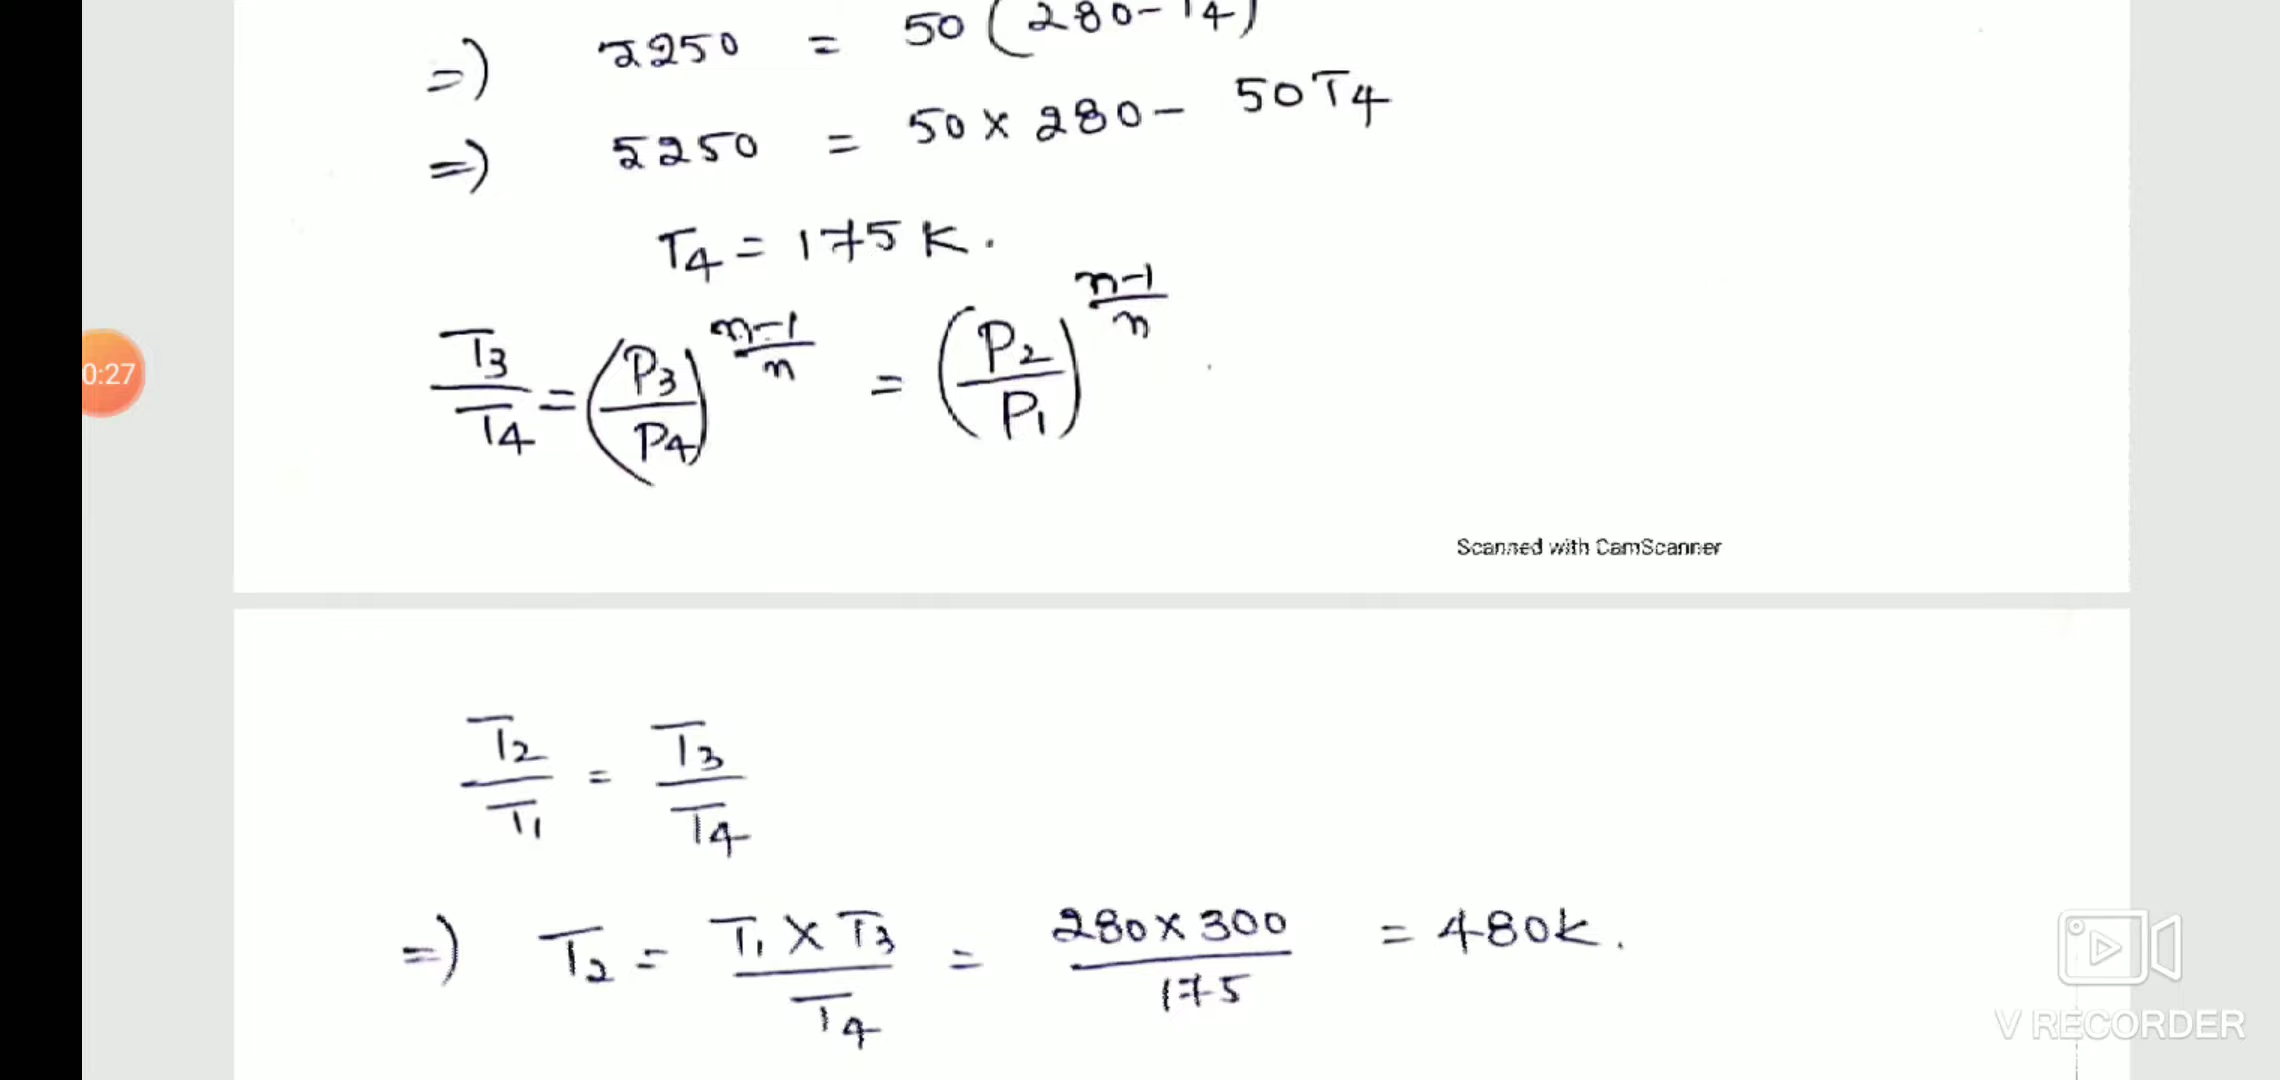 => 5250 = 50 (280-T4)
=> 5250 = 50 x 280 - 50T4
T4 = 175 K.
T3/T4 = (P3/P4)^(n-1)/n = (P2/P1)^(n-1)/n
0:27
Scanned with CamScanner
T2/T1 = T3/T4
=> T2 = T1 x T3/T4 = 280 x 300/175 = 480K.
V RECORDER